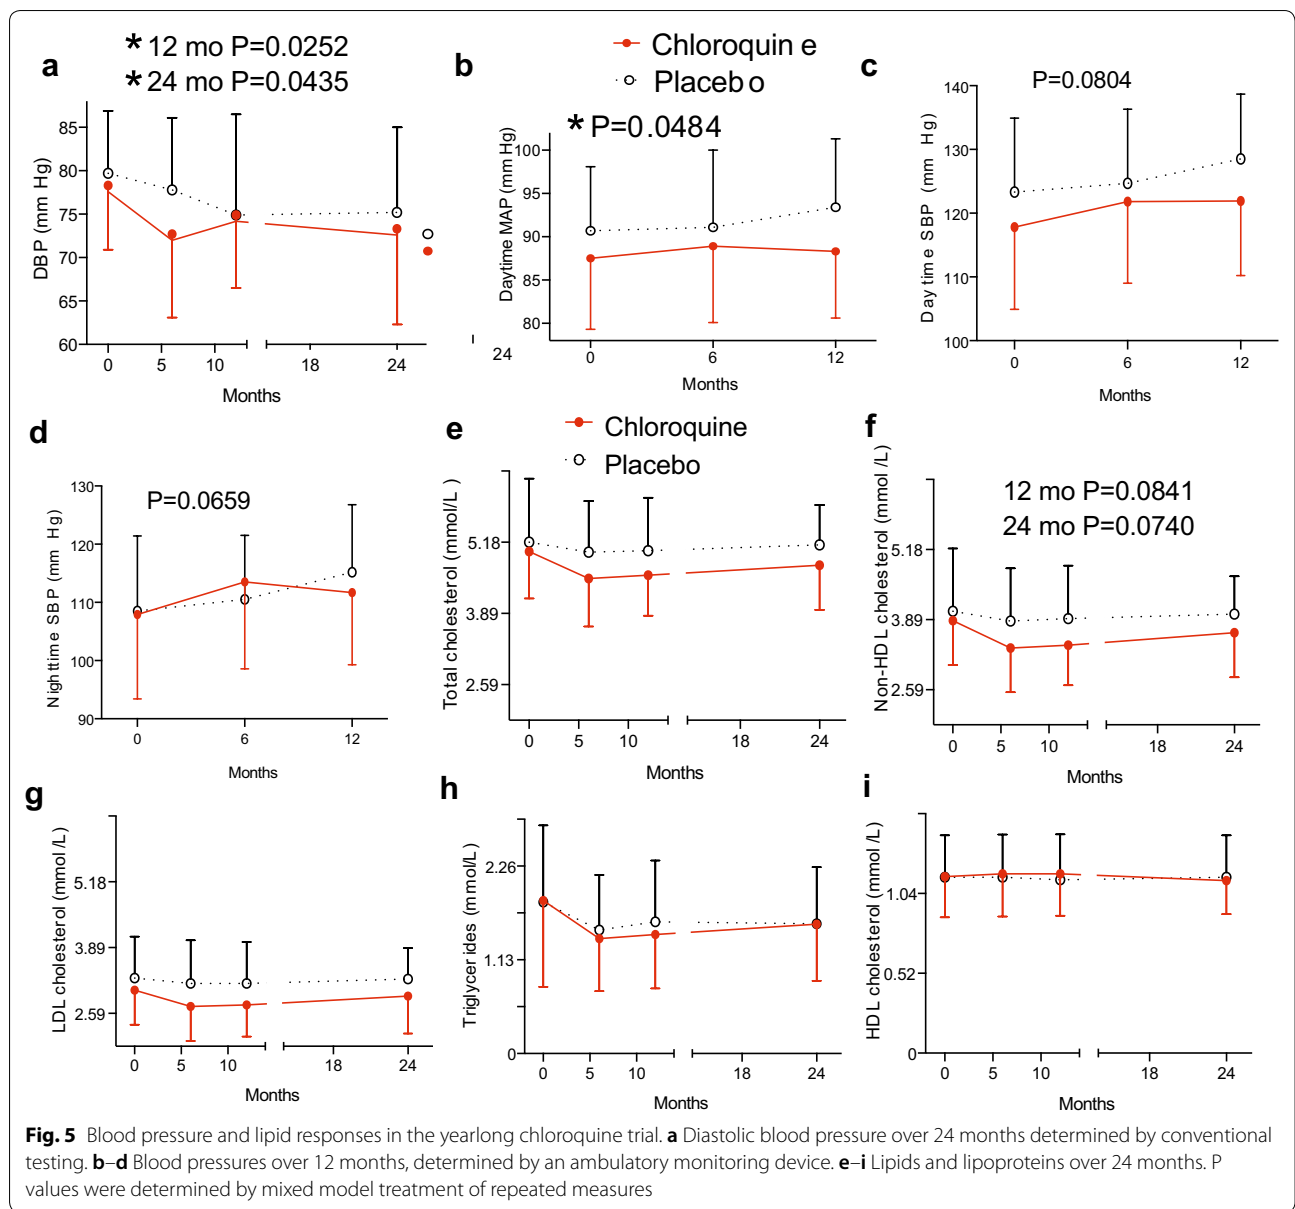 a
* 12 mo P=0.0252
* 24 mo P=0.0435
DBP (mm Hg)
85
80
75
70
65
60
0 5 10 18 24
Months
b
Chloroquin e
Placebo
* P=0.0484
Daytime MAP (mm Hg)
100
95
90
85
80
24
0 6 12
Months
c
P=0.0804
Daytime SBP (mm Hg)
140
130
120
110
100
0 6 12
Months
d
P=0.0659
Nighttime SBP (mm Hg)
130
120
110
100
90
0 6 12
Months
e
Chloroquine
Placebo
Total cholesterol (mmol/L )
5.18
3.89
2.59
0 5 10 18 24
Months
f
12 mo P=0.0841
24 mo P=0.0740
Non-HDL cholesterol (mmol /L)
5.18
3.89
2.59
0 5 10 18 24
Months
g
LDL cholesterol (mmol /L)
5.18
3.89
2.59
0 5 10 18 24
Months
h
Triglycer ides (mmol/L)
2.26
1.13
0
0 5 10 18 24
Months
i
HDL cholesterol (mmol /L)
1.04
0.52
0
0 5 10 18 24
Months
Fig. 5 Blood pressure and lipid responses in the yearlong chloroquine trial. a Diastolic blood pressure over 24 months determined by conventional
testing. b–d Blood pressures over 12 months, determined by an ambulatory monitoring device. e–i Lipids and lipoproteins over 24 months. P
values were determined by mixed model treatment of repeated measures